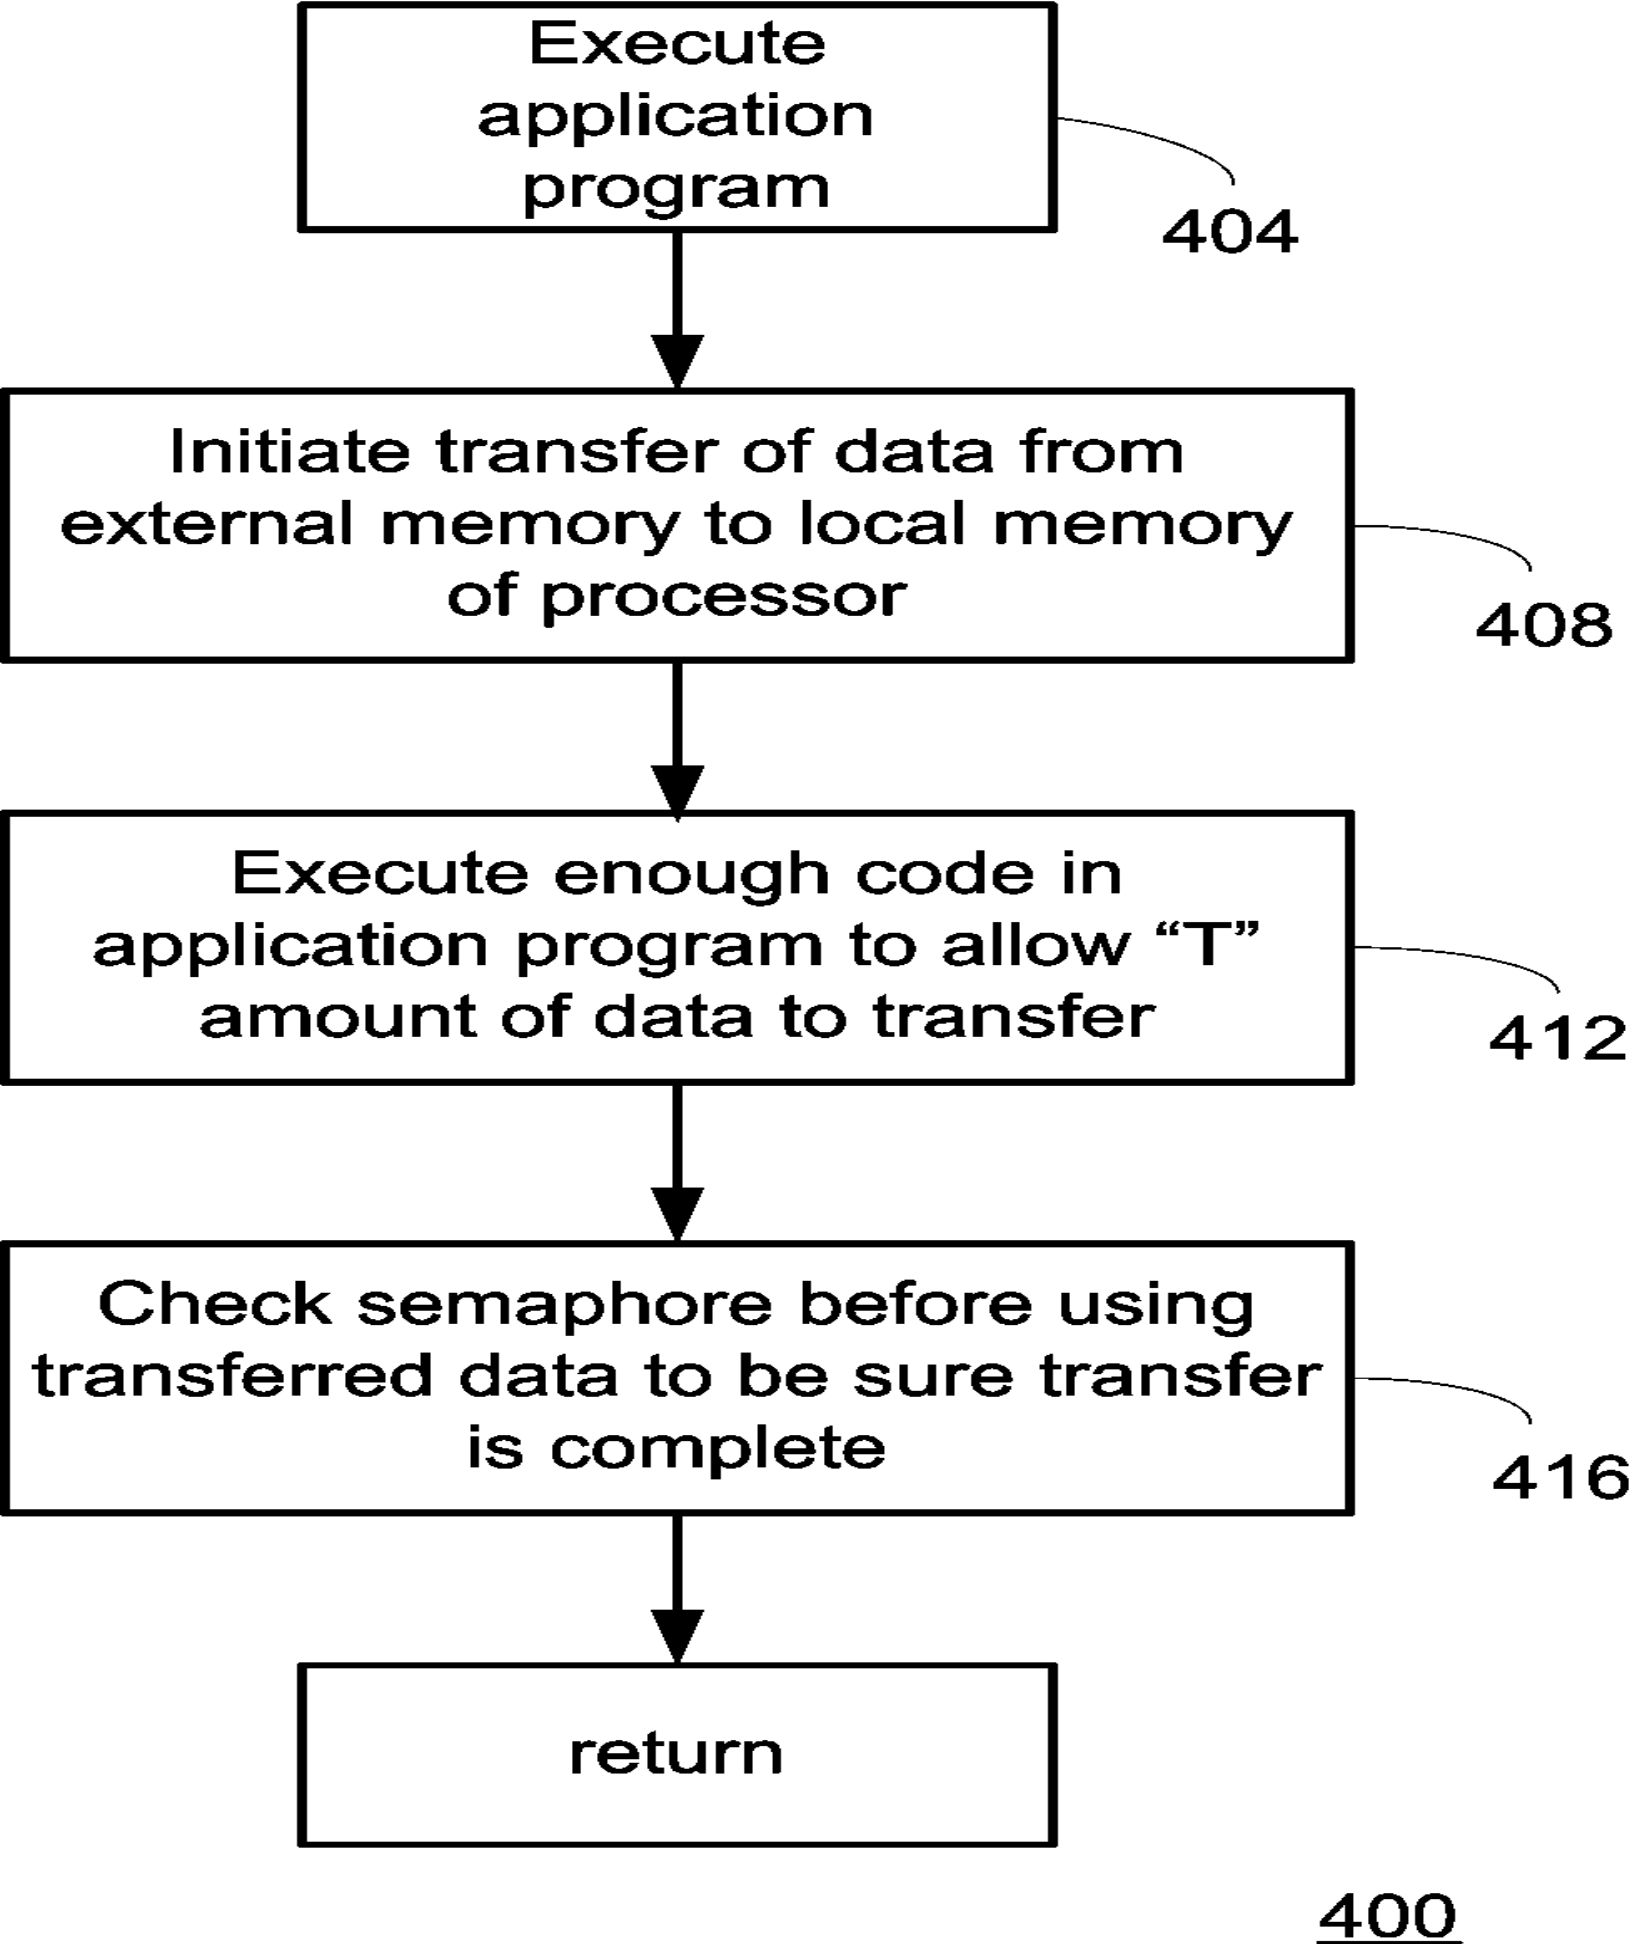 Execute
application
program
404
Initiate transfer of data from
external memory to local memory
of processor
408
Execute enough code in
application program to allow “T”
amount of data to transfer
412
Check semaphore before using
transferred data to be sure transfer
is complete
416
return
400